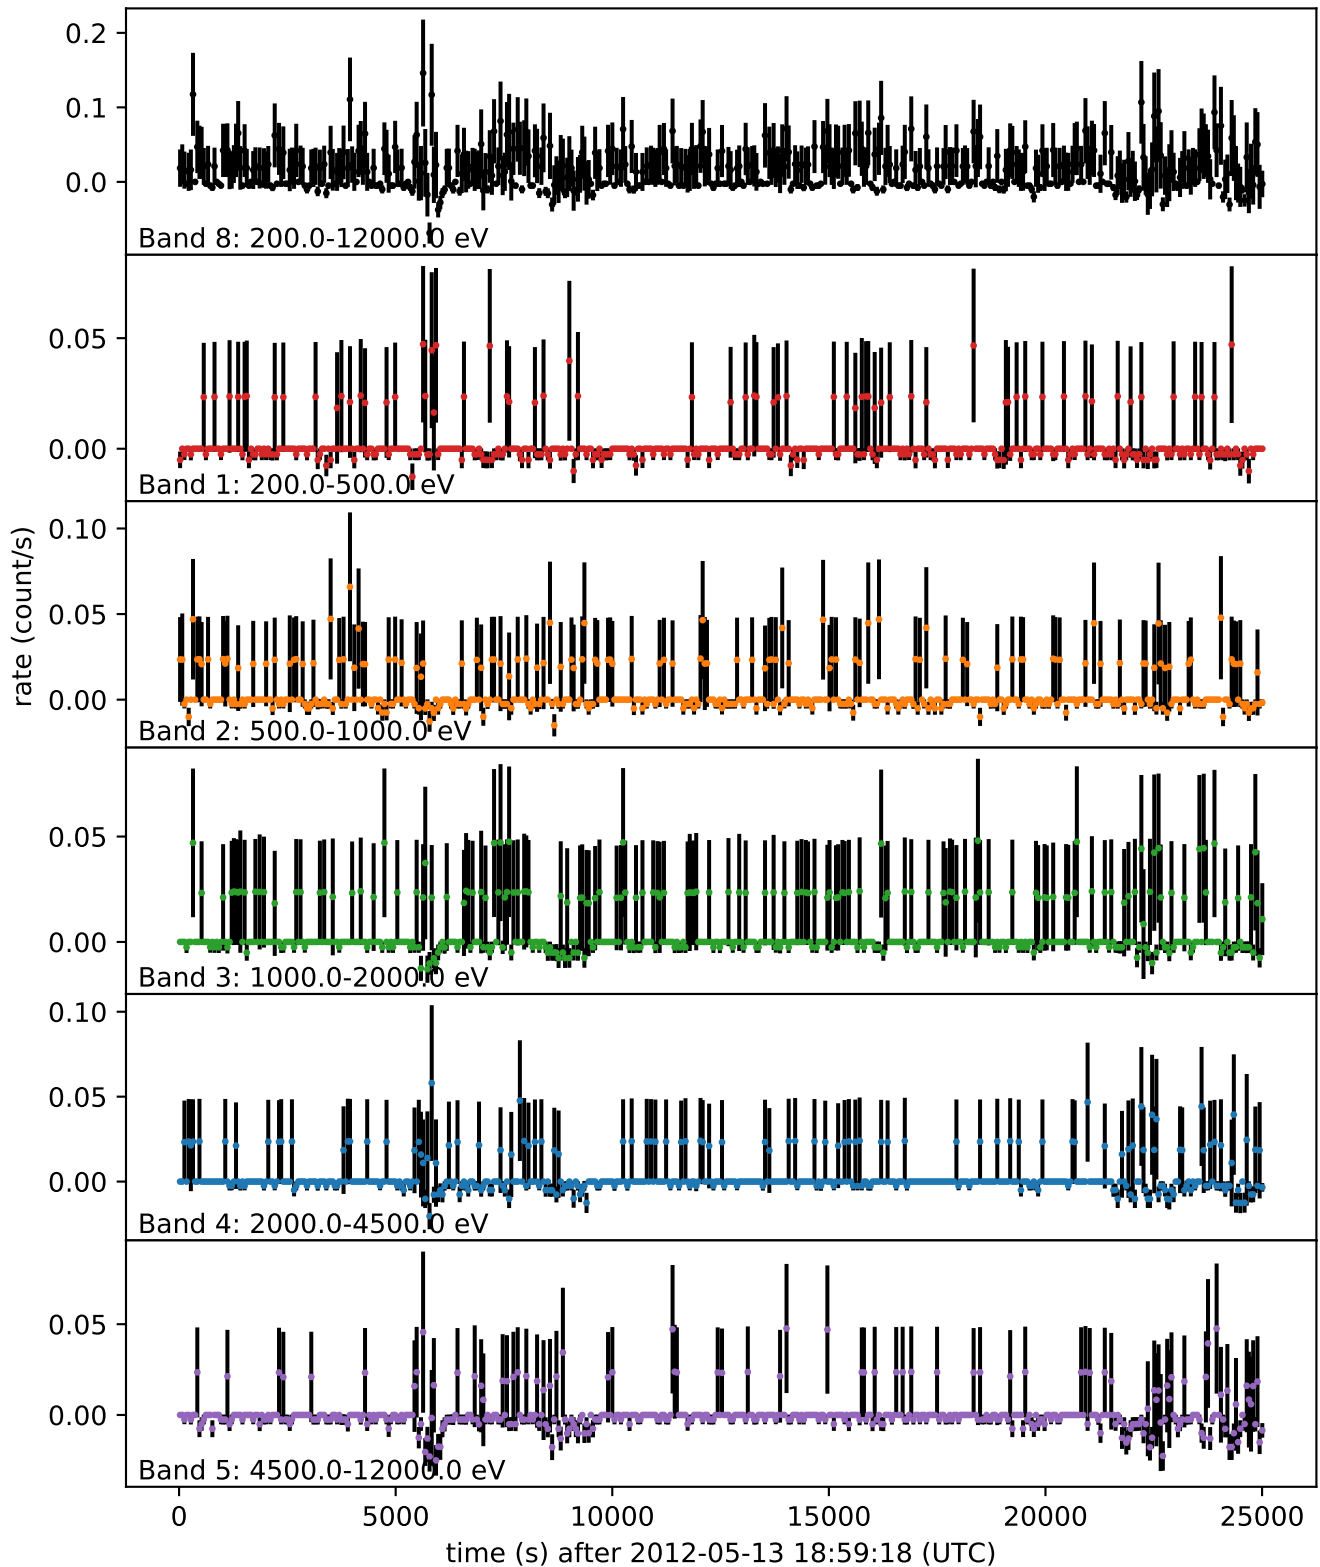 0.2
0.1
0.0
Band 8: 200.0-12000.0 eV
0.05
0.00
Band 1: 200.0-500.0 eV
0.10
0.05
0.00
Band 2: 500.0-1000.0 eV
rate (count/s)
0.05
0.00
Band 3: 1000.0-2000.0 eV
0.10
0.05
0.00
Band 4: 2000.0-4500.0 eV
0.05
0.00
Band 5: 4500.0-12000.0 eV
0 5000 10000 15000 20000 25000
time (s) after 2012-05-13 18:59:18 (UTC)